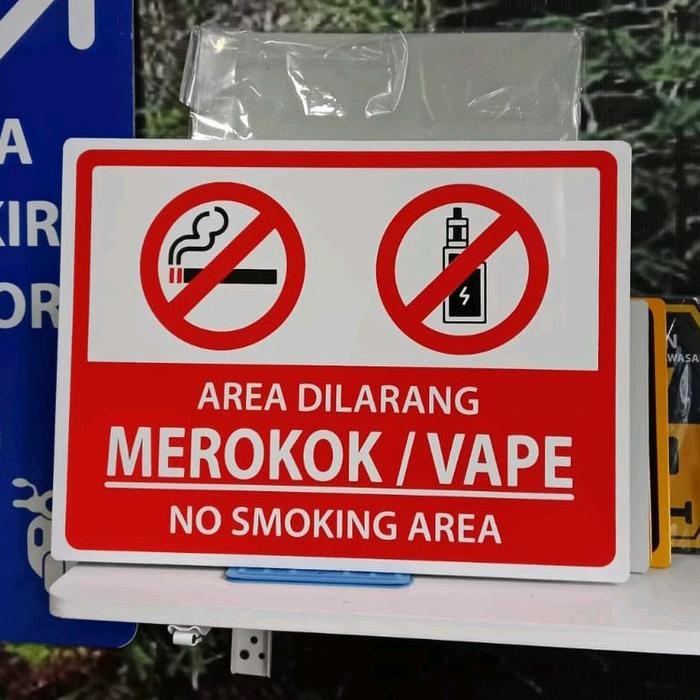 AREA DILARANG
MEROKOK / VAPE
NO SMOKING AREA